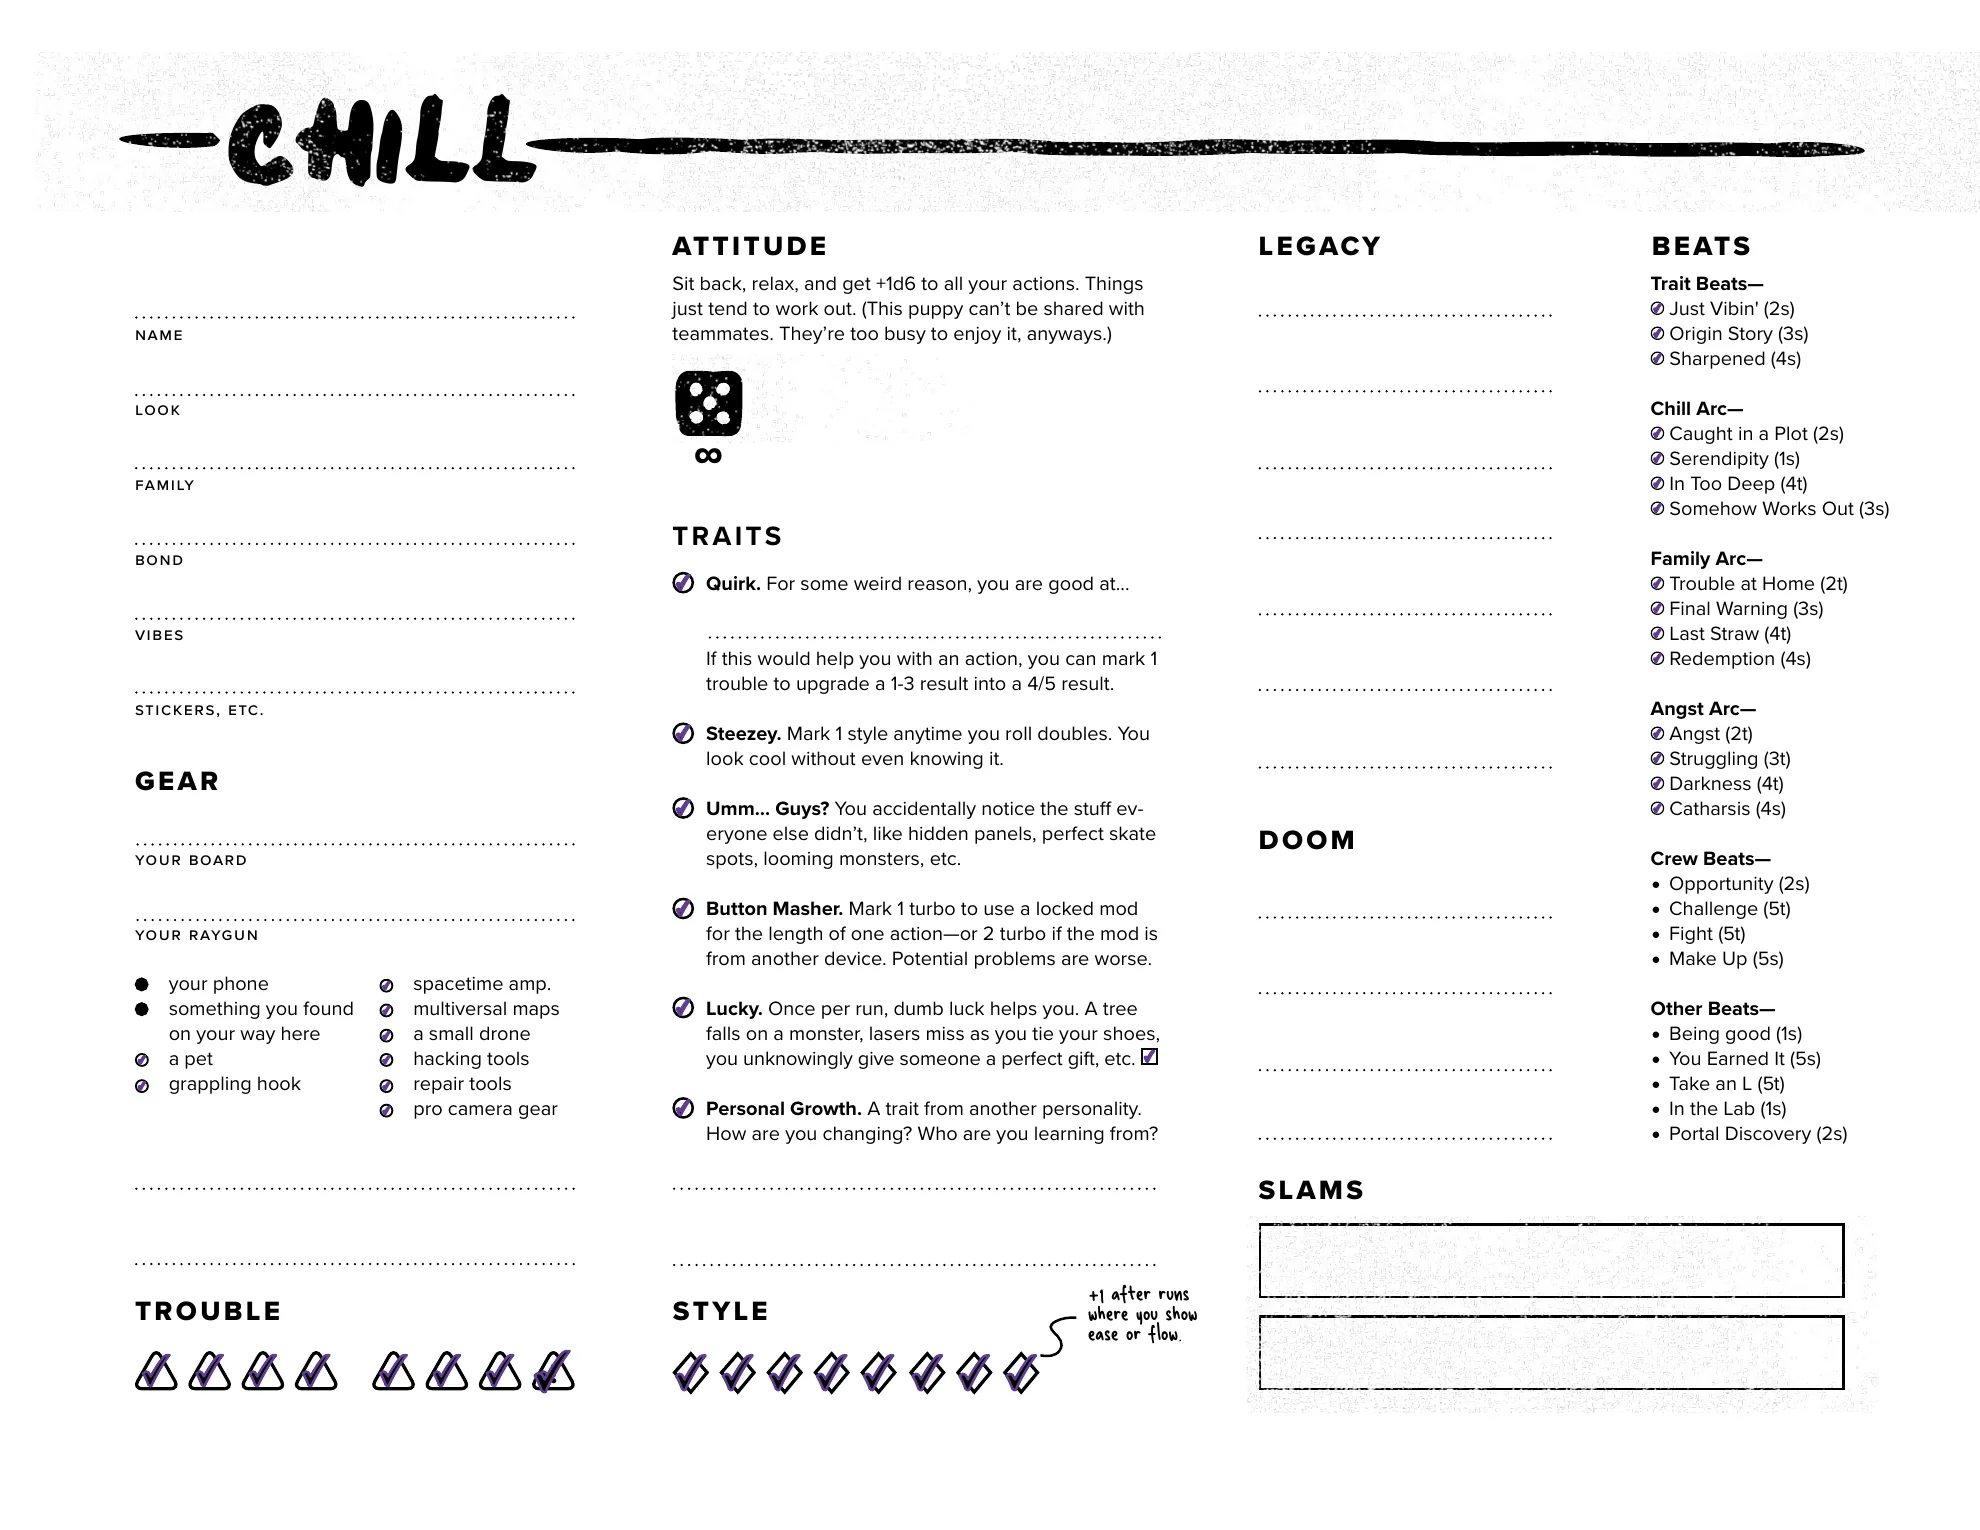 CHILL
NAME
LOOK
FAMILY
BOND
VIBES
STICKERS, ETC.
GEAR
YOUR BOARD
YOUR RAYGUN
your phone
something you found
on your way here
a pet
grappling hook
spacetime amp.
multiversal maps
a small drone
hacking tools
repair tools
pro camera gear
TROUBLE
ATTITUDE
Sit back, relax, and get +1d6 to all your actions. Things
just tend to work out. (This puppy can’t be shared with
teammates. They’re too busy to enjoy it, anyways.)
∞
TRAITS
Quirk. For some weird reason, you are good at...
If this would help you with an action, you can mark 1
trouble to upgrade a 1-3 result into a 4/5 result.
Steezey. Mark 1 style anytime you roll doubles. You
look cool without even knowing it.
Umm... Guys? You accidentally notice the stuff ev-
eryone else didn’t, like hidden panels, perfect skate
spots, looming monsters, etc.
Button Masher. Mark 1 turbo to use a locked mod
for the length of one action—or 2 turbo if the mod is
from another device. Potential problems are worse.
Lucky. Once per run, dumb luck helps you. A tree
falls on a monster, lasers miss as you tie your shoes,
you unknowingly give someone a perfect gift, etc.
Personal Growth. A trait from another personality.
How are you changing? Who are you learning from?
STYLE
+1 after runs
where you show
ease or flow.
LEGACY
DOOM
SLAMS
BEATS
Trait Beats—
Just Vibin' (2s)
Origin Story (3s)
Sharpened (4s)
Chill Arc—
Caught in a Plot (2s)
Serendipity (1s)
In Too Deep (4t)
Somehow Works Out (3s)
Family Arc—
Trouble at Home (2t)
Final Warning (3s)
Last Straw (4t)
Redemption (4s)
Angst Arc—
Angst (2t)
Struggling (3t)
Darkness (4t)
Catharsis (4s)
Crew Beats—
• Opportunity (2s)
• Challenge (5t)
• Fight (5t)
• Make Up (5s)
Other Beats—
• Being good (1s)
• You Earned It (5s)
• Take an L (5t)
• In the Lab (1s)
• Portal Discovery (2s)